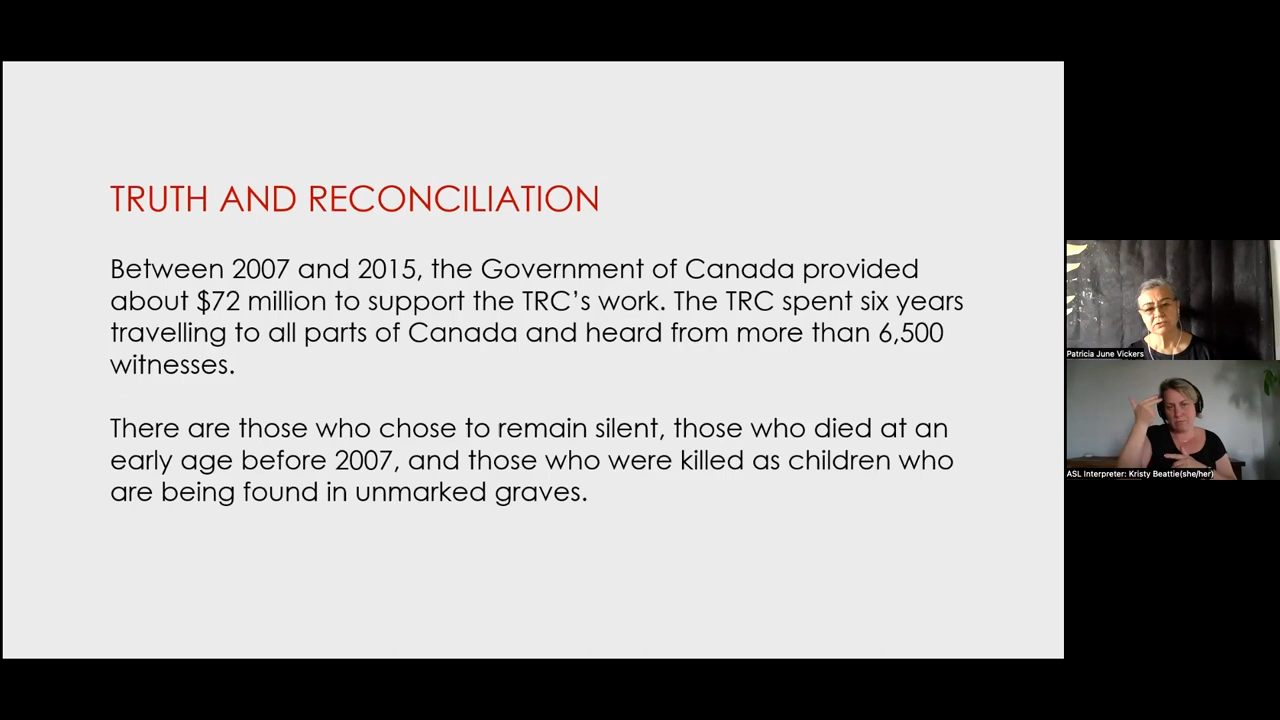 TRUTH AND RECONCILIATION
Between 2007 and 2015, the Government of Canada provided
about $72 million to support the TRC’s work. The TRC spent six years
travelling to all parts of Canada and heard from more than 6,500
witnesses.
There are those who chose to remain silent, those who died at an
early age before 2007, and those who were killed as children who
are being found in unmarked graves.
Patricia June Vickers
ASL Interpreter: Kristy Beattie(she/her)